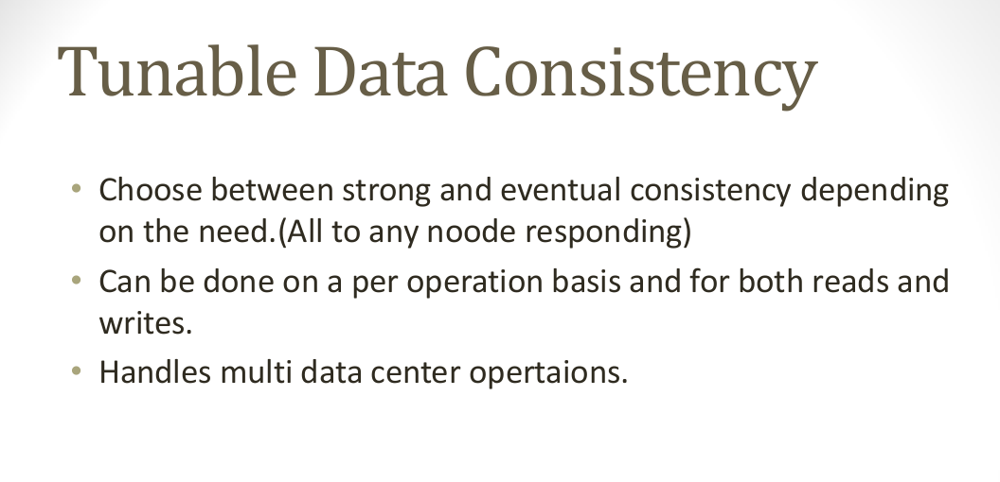 Tunable Data Consistency
• Choose between strong and eventual consistency depending
on the need.(All to any noode responding)
• Can be done on a per operation basis and for both reads and
writes.
• Handles multi data center opertaions.